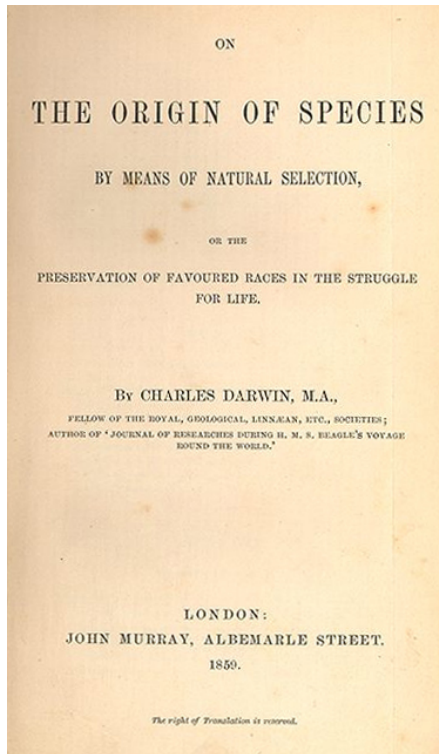 ON
THE ORIGIN OF SPECIES
BY MEANS OF NATURAL SELECTION,
OR THE
PRESERVATION OF FAVOURED RACES IN THE STRUGGLE
FOR LIFE.
BY CHARLES DARWIN, M.A.,
FELLOW OF THE ROYAL, GEOLOGICAL, LINNÆAN, ETC., SOCIETIES;
AUTHOR OF ‘JOURNAL OF RESEARCHES DURING H. M. S. BEAGLE’S VOYAGE
ROUND THE WORLD.’
LONDON:
JOHN MURRAY, ALBEMARLE STREET.
1859.
The right of Translation is reserved.